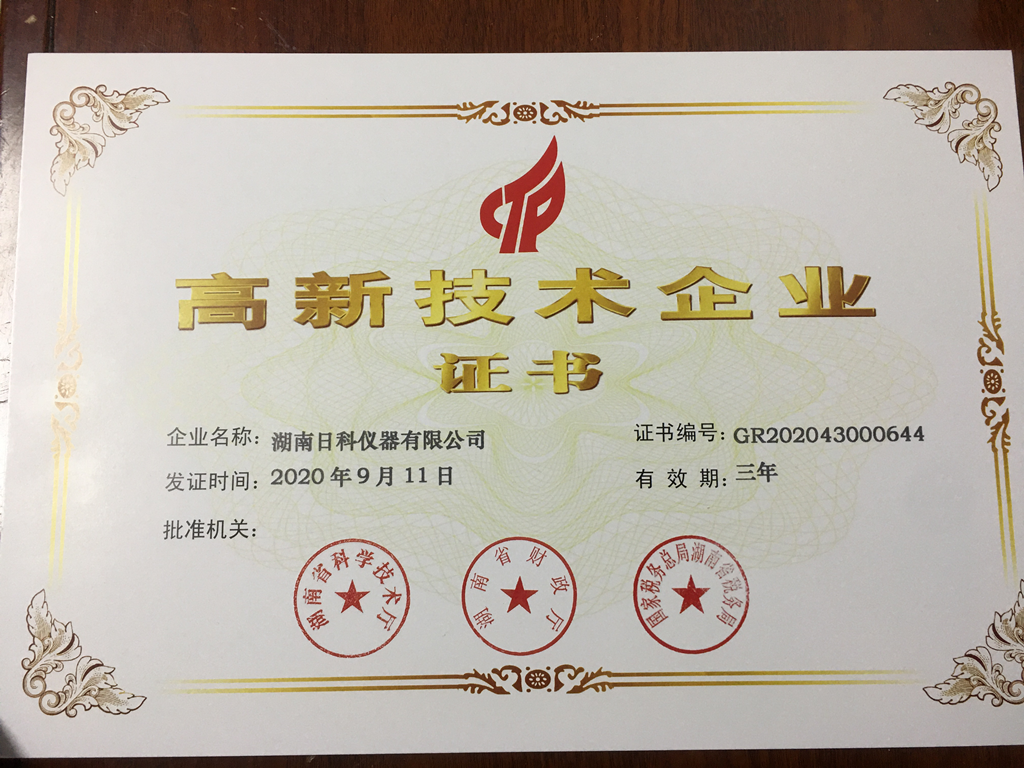 CTP
高新技术企业
证书
企业名称：湖南日科仪器有限公司
证书编号：GR202043000644
发证时间：2020年9月11日
有效期：三年
批准机关：
湖南省科学技术厅
湖南省财政厅
国家税务总局湖南省税务局